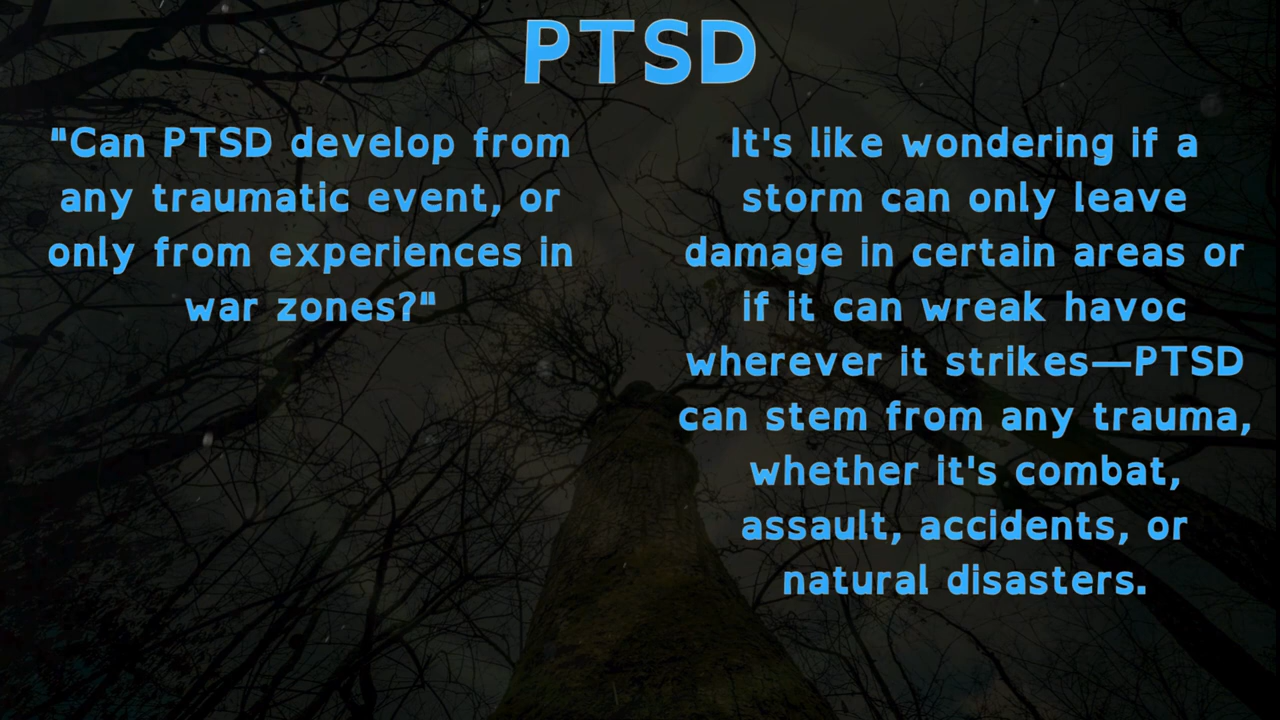 PTSD
"Can PTSD develop from
any traumatic event, or
only from experiences in
war zones?"
It's like wondering if a
storm can only leave
damage in certain areas or
if it can wreak havoc
wherever it strikes—PTSD
can stem from any trauma,
whether it's combat,
assault, accidents, or
natural disasters.